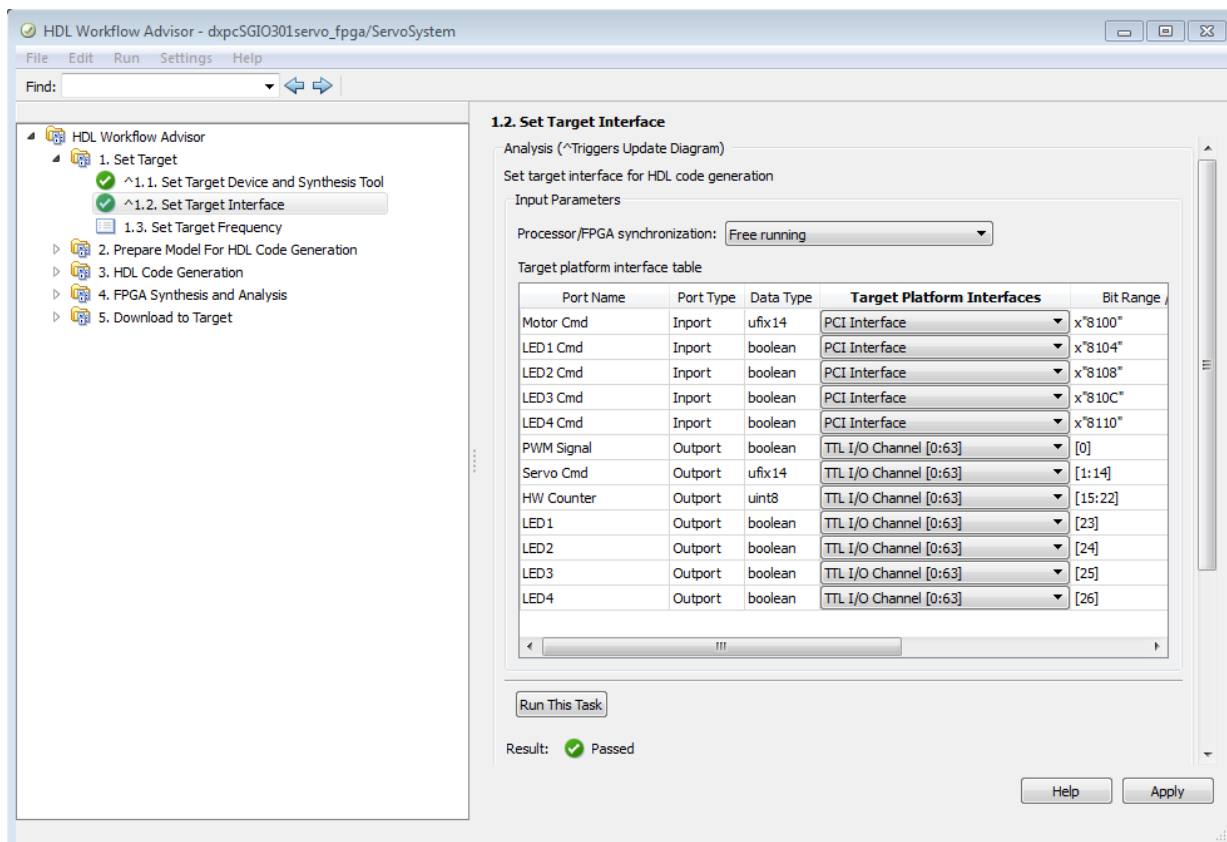 HDL Workflow Advisor - dxpcSGIO301servo_fpga/ServoSystem
File Edit Run Settings Help
Find:
HDL Workflow Advisor
1. Set Target
^1.1. Set Target Device and Synthesis Tool
^1.2. Set Target Interface
1.3. Set Target Frequency
2. Prepare Model For HDL Code Generation
3. HDL Code Generation
4. FPGA Synthesis and Analysis
5. Download to Target
1.2. Set Target Interface
Analysis (^Triggers Update Diagram)
Set target interface for HDL code generation
Input Parameters
Processor/FPGA synchronization: Free running
Target platform interface table
Port Name Port Type Data Type Target Platform Interfaces Bit Range /
Motor Cmd Inport ufix14 PCI Interface x"8100"
LED1 Cmd Inport boolean PCI Interface x"8104"
LED2 Cmd Inport boolean PCI Interface x"8108"
LED3 Cmd Inport boolean PCI Interface x"810C"
LED4 Cmd Inport boolean PCI Interface x"8110"
PWM Signal Outport boolean TTL I/O Channel [0:63] [0]
Servo Cmd Outport ufix14 TTL I/O Channel [0:63] [1:14]
HW Counter Outport uint8 TTL I/O Channel [0:63] [15:22]
LED1 Outport boolean TTL I/O Channel [0:63] [23]
LED2 Outport boolean TTL I/O Channel [0:63] [24]
LED3 Outport boolean TTL I/O Channel [0:63] [25]
LED4 Outport boolean TTL I/O Channel [0:63] [26]
Run This Task
Result: Passed
Help Apply